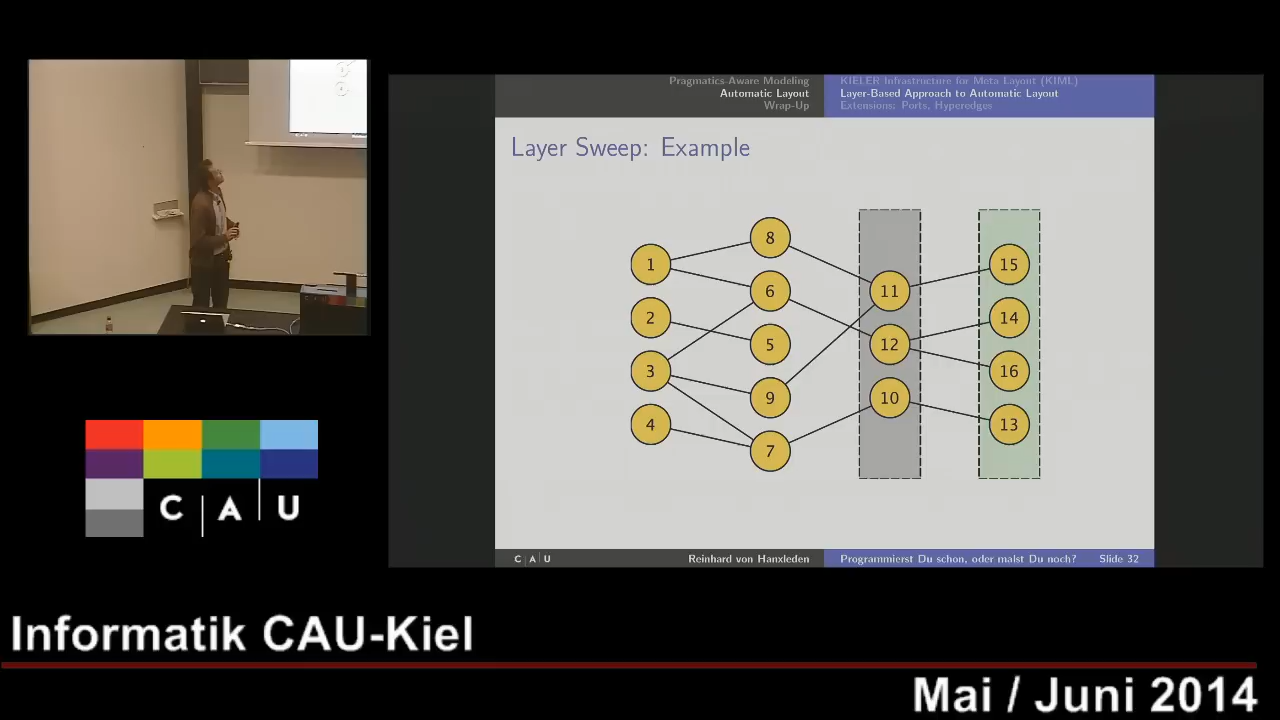 Pragmatics-Aware Modeling
Automatic Layout
Wrap-Up
KIELER Infrastructure for Meta Layout (KIML)
Layer-Based Approach to Automatic Layout
Extensions: Ports, Hyperedges
Layer Sweep: Example
1
2
3
4
8
6
5
9
7
11
12
10
15
14
16
13
C A U
Reinhard von Hanxleden
Programmierst Du schon, oder malst Du noch?
Slide 32
C A U
Informatik CAU-Kiel
Mai / Juni 2014